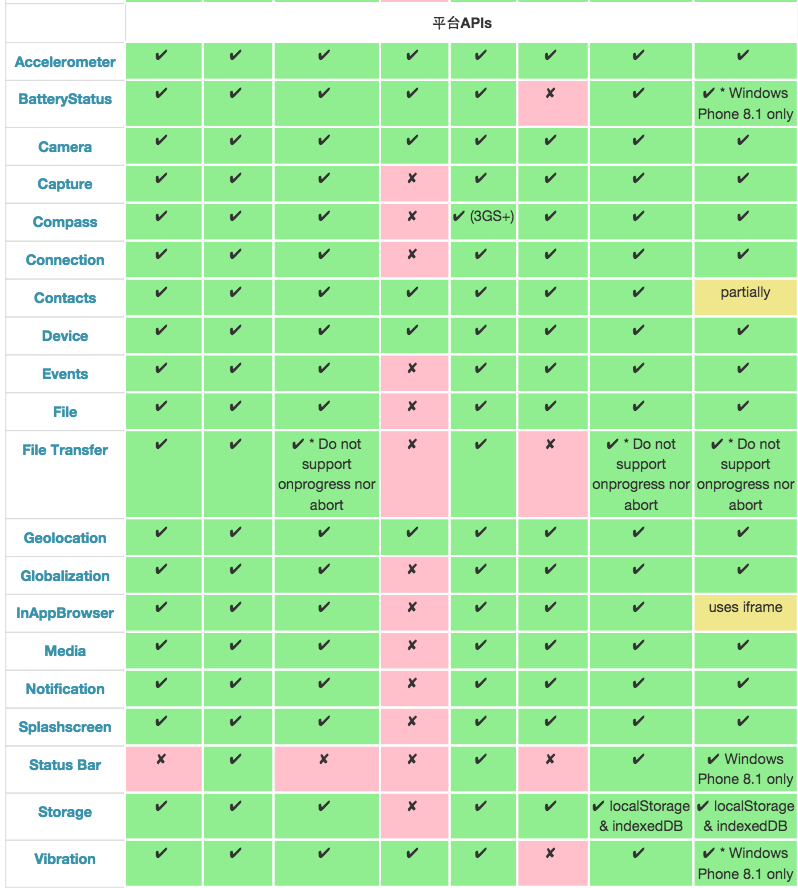 平台APIs
Accelerometer ✔ ✔ ✔ ✔ ✔ ✔ ✔ ✔
BatteryStatus ✔ ✔ ✔ ✔ ✔ ✘ ✔ ✔ * Windows
Phone 8.1 only
Camera ✔ ✔ ✔ ✔ ✔ ✔ ✔ ✔
Capture ✔ ✔ ✔ ✘ ✔ ✔ ✔ ✔
Compass ✔ ✔ ✔ ✘ ✔ (3GS+) ✔ ✔ ✔
Connection ✔ ✔ ✔ ✘ ✔ ✔ ✔ ✔
Contacts ✔ ✔ ✔ ✔ ✔ ✔ ✔ partially
Device ✔ ✔ ✔ ✔ ✔ ✔ ✔ ✔
Events ✔ ✔ ✔ ✘ ✔ ✔ ✔ ✔
File ✔ ✔ ✔ ✘ ✔ ✔ ✔ ✔
File Transfer ✔ ✔ ✔ * Do not ✘ ✔ ✘ ✔ * Do not ✔ * Do not
support support support
onprogress nor onprogress nor onprogress nor
abort abort abort
Geolocation ✔ ✔ ✔ ✔ ✔ ✔ ✔ ✔
Globalization ✔ ✔ ✔ ✘ ✔ ✔ ✔ ✔
InAppBrowser ✔ ✔ ✔ ✘ ✔ ✔ ✔ uses iframe
Media ✔ ✔ ✔ ✘ ✔ ✔ ✔ ✔
Notification ✔ ✔ ✔ ✘ ✔ ✔ ✔ ✔
Splashscreen ✔ ✔ ✔ ✘ ✔ ✔ ✔ ✔
Status Bar ✘ ✔ ✘ ✘ ✔ ✘ ✔ ✔ Windows
Phone 8.1 only
Storage ✔ ✔ ✔ ✘ ✔ ✔ ✔ localStorage ✔ localStorage
& indexedDB & indexedDB
Vibration ✔ ✔ ✔ ✔ ✔ ✘ ✔ ✔ * Windows
Phone 8.1 only